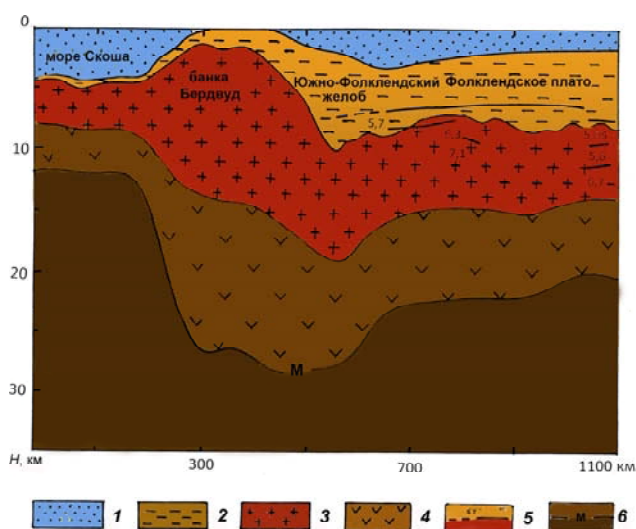 0
море Скоша
банка
Бердвуд
Южно-Фолклендский Фолклендское плато
желоб
5,7
7,1
10
20
М
30
H, км
300
700
1100 км
1 2 3 4 5 М 6